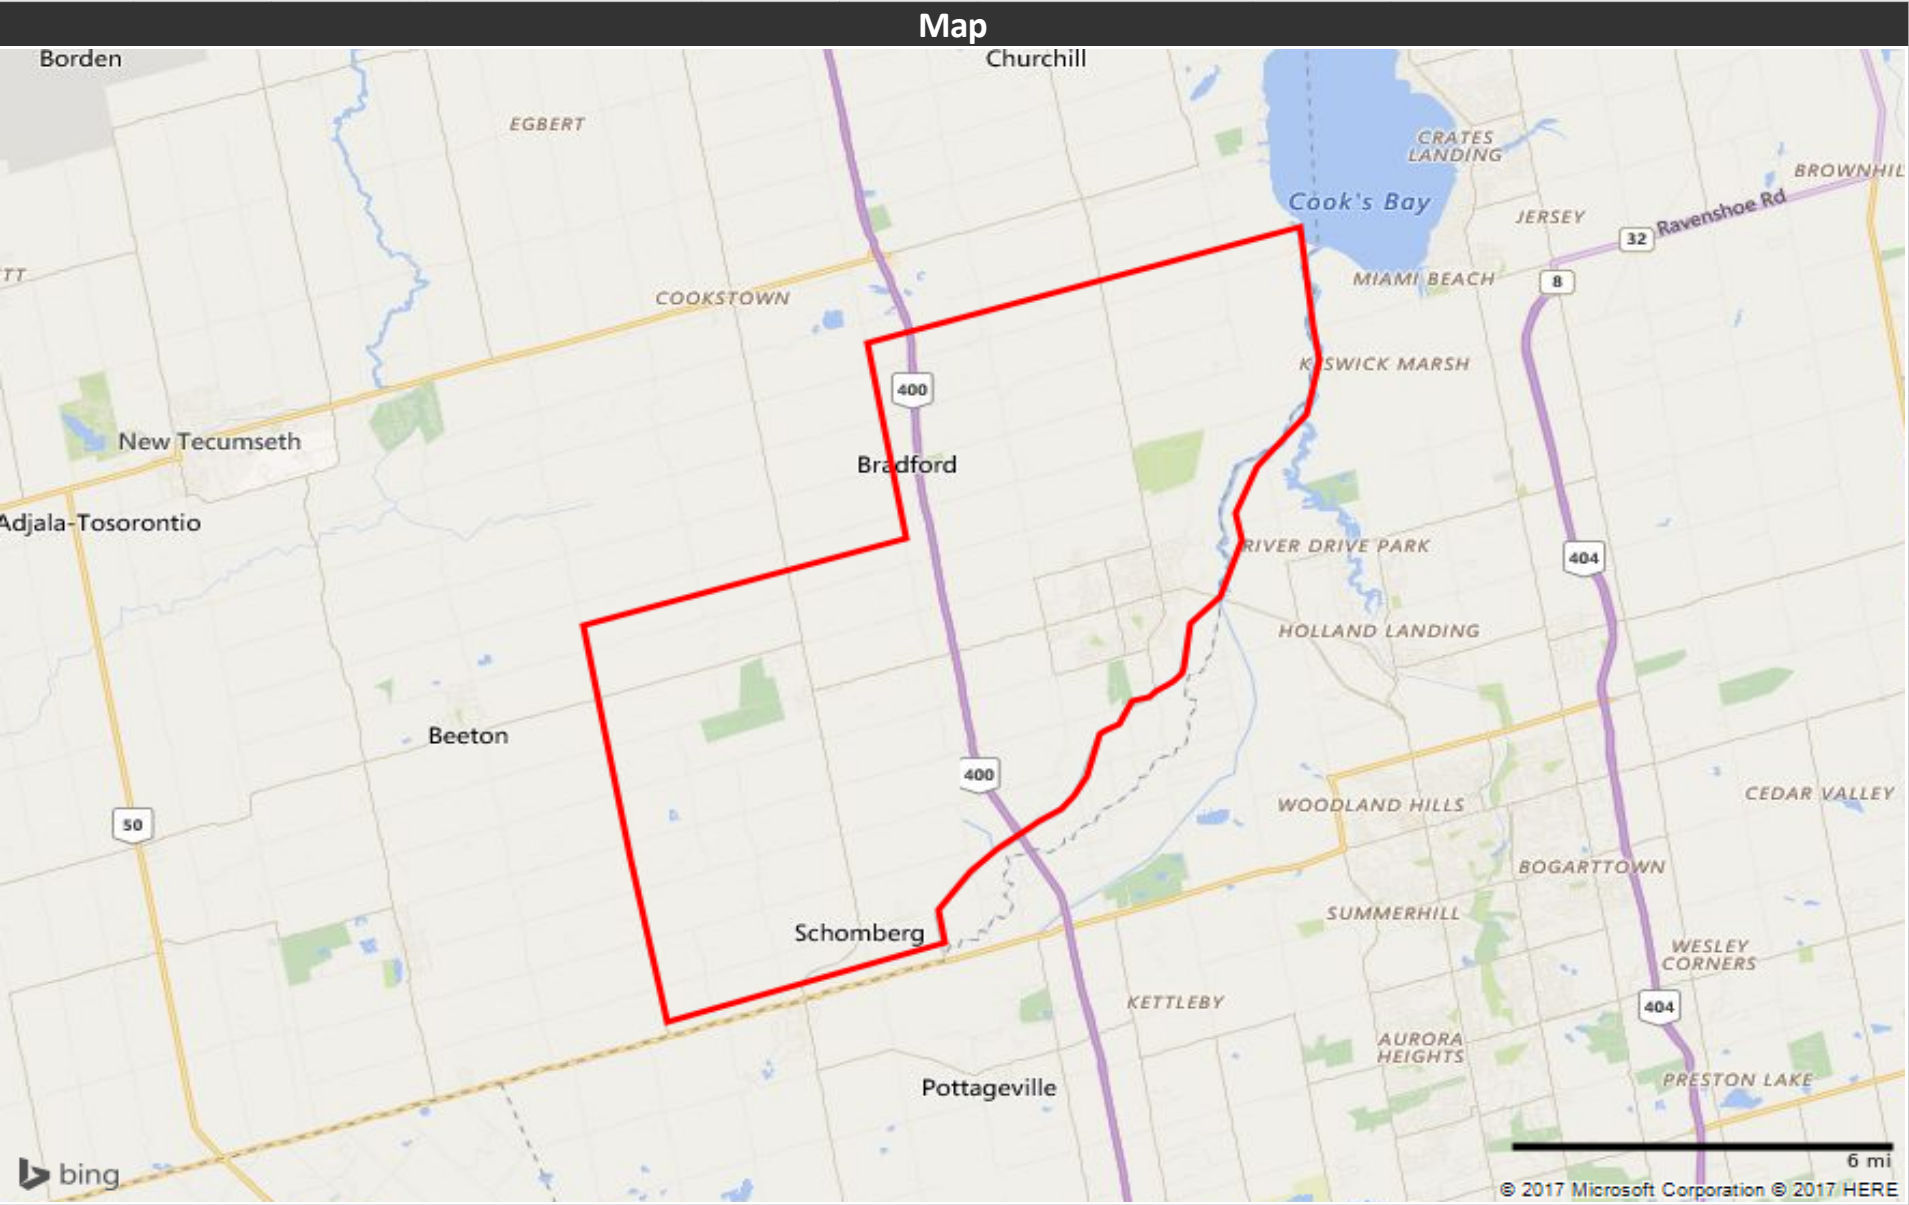 Map
Borden
Churchill
EGBERT
CRATES
LANDING
BROWNHIL
Cook's Bay
JERSEY
Ravenshoe Rd
32
TT
MIAMI BEACH
8
COOKSTOWN
K SWICK MARSH
400
New Tecumseth
Bradford
Adjala-Tosorontio
RIVER DRIVE PARK
404
HOLLAND LANDING
Beeton
400
WOODLAND HILLS
CEDAR VALLEY
50
BOGARTTOWN
SUMMERHILL
Schomberg
WESLEY
CORNERS
KETTLEBY
404
AURORA
HEIGHTS
Pottageville
PRESTON LAKE
6 mi
bing
© 2017 Microsoft Corporation © 2017 HERE